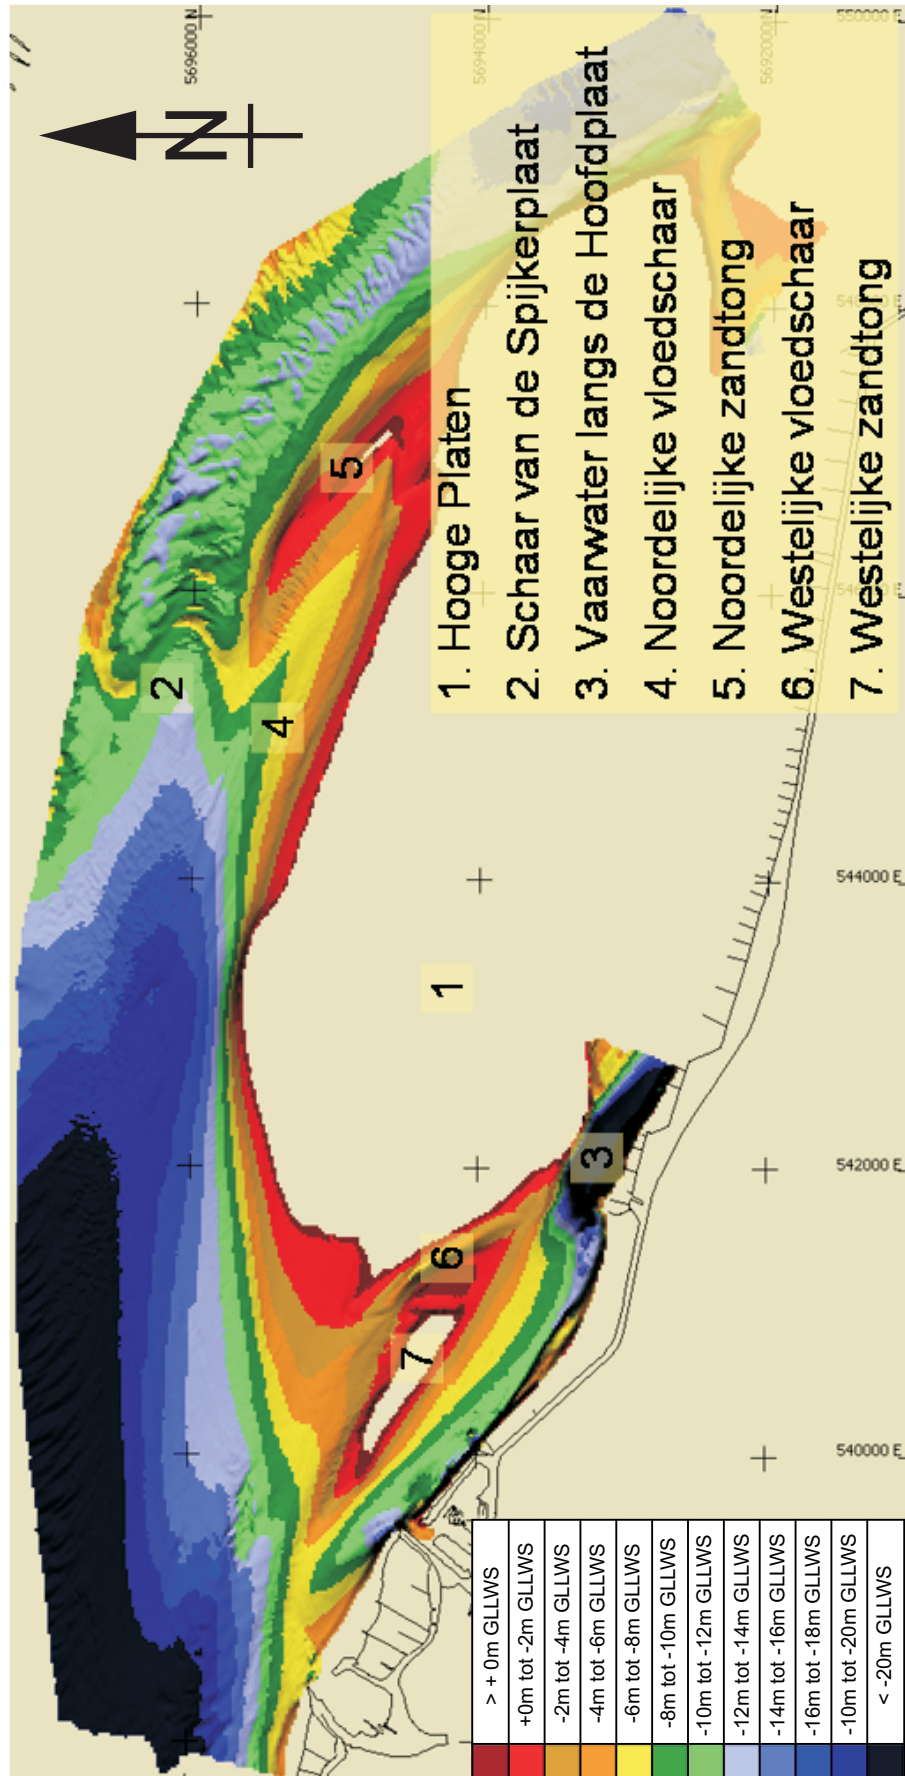 N
5696000 N
5694000 N
5692000 N
550000 E
546000 E
544000 E
542000 E
540000 E
1
2
3
4
5
6
7
1. Hooge Platen
2. Schaar van de Spijkerplaat
3. Vaarwater langs de Hoofdplaat
4. Noordelijke vloedschaar
5. Noordelijke zandtong
6. Westelijke vloedschaar
7. Westelijke zandtong
> + 0m GLLWS
+0m tot -2m GLLWS
-2m tot -4m GLLWS
-4m tot -6m GLLWS
-6m tot -8m GLLWS
-8m tot -10m GLLWS
-10m tot -12m GLLWS
-12m tot -14m GLLWS
-14m tot -16m GLLWS
-16m tot -18m GLLWS
-10m tot -20m GLLWS
< -20m GLLWS